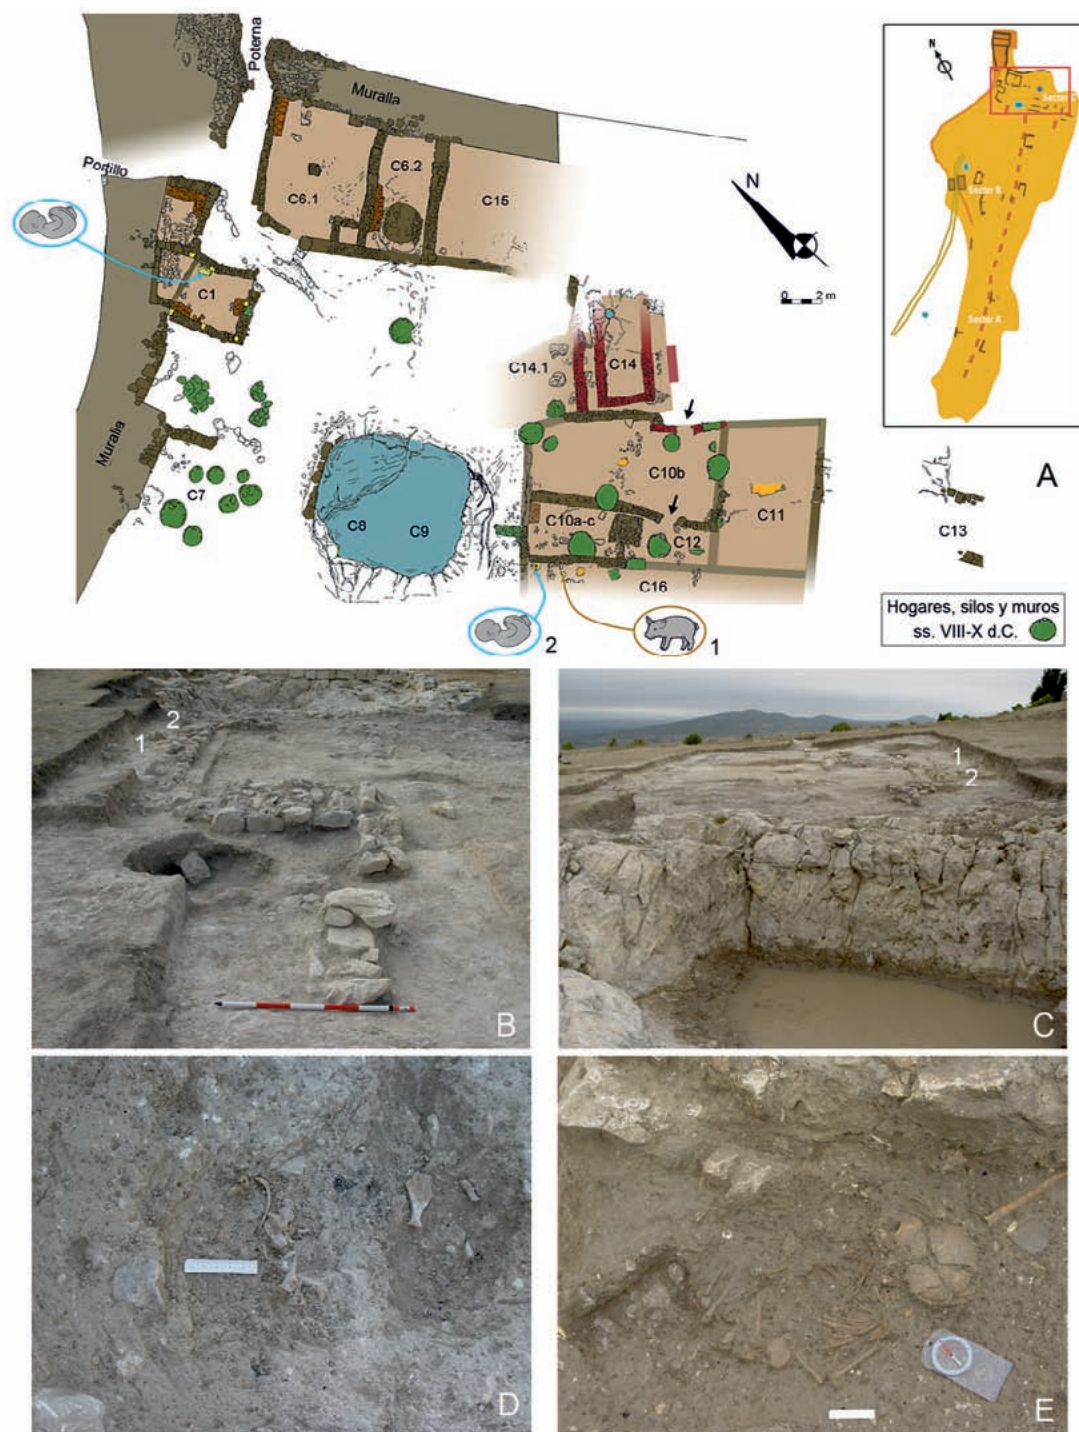 Poterna
Muralla
Portillo
C6.1
C6.2
C15
N
0 2 m
C1
C14.1
C14
Muralla
C7
C8
C9
C10b
C10a-c
C12
C11
C16
2
1
N
Sector C
Sector B
Sector A
A
C13
Hogares, silos y muros
ss. VIII-X d.C.
1
2
B
1
2
C
D
E